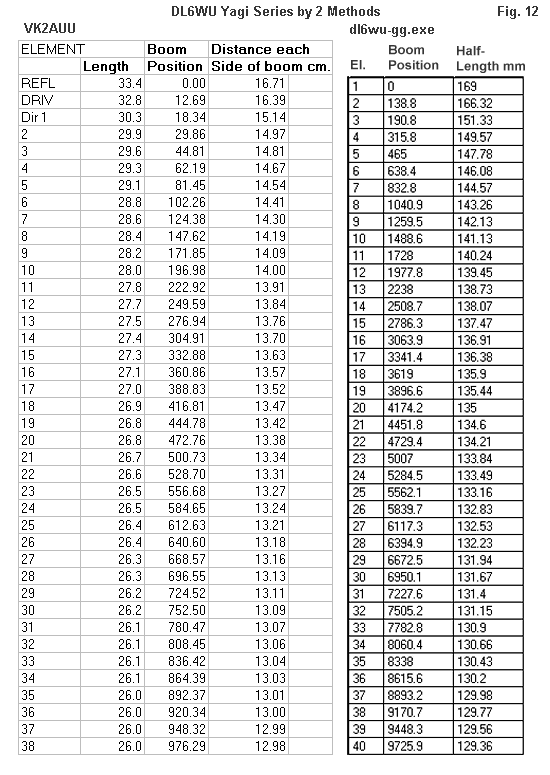 DL6WU Yagi Series by 2 Methods Fig. 12
VK2AUU dl6wu-gg.exe
ELEMENT Boom Distance each
Length Position Side of boom cm.
REFL 33.4 0.00 16.71
DRIV 32.8 12.69 16.39
Dir 1 30.3 18.34 15.14
2 29.9 29.86 14.97
3 29.6 44.81 14.81
4 29.3 62.19 14.67
5 29.1 81.45 14.54
6 28.8 102.26 14.41
7 28.6 124.38 14.30
8 28.4 147.62 14.19
9 28.2 171.85 14.09
10 28.0 196.98 14.00
11 27.8 222.92 13.91
12 27.7 249.59 13.84
13 27.5 276.94 13.76
14 27.4 304.91 13.70
15 27.3 332.88 13.63
16 27.1 360.86 13.57
17 27.0 388.83 13.52
18 26.9 416.81 13.47
19 26.8 444.78 13.42
20 26.8 472.76 13.38
21 26.7 500.73 13.34
22 26.6 528.70 13.31
23 26.5 556.68 13.27
24 26.5 584.65 13.24
25 26.4 612.63 13.21
26 26.4 640.60 13.18
27 26.3 668.57 13.16
28 26.3 696.55 13.13
29 26.2 724.52 13.11
30 26.2 752.50 13.09
31 26.1 780.47 13.07
32 26.1 808.45 13.06
33 26.1 836.42 13.04
34 26.1 864.39 13.03
35 26.0 892.37 13.01
36 26.0 920.34 13.00
37 26.0 948.32 12.99
38 26.0 976.29 12.98
Boom Half-
El. Position Length mm
1 0 169
2 138.8 166.32
3 190.8 151.33
4 315.8 149.57
5 465 147.78
6 638.4 146.08
7 832.8 144.57
8 1040.9 143.26
9 1259.5 142.13
10 1488.6 141.13
11 1728 140.24
12 1977.8 139.45
13 2238 138.73
14 2508.7 138.07
15 2786.3 137.47
16 3063.9 136.91
17 3341.4 136.38
18 3619 135.9
19 3896.6 135.44
20 4174.2 135
21 4451.8 134.6
22 4729.4 134.21
23 5007 133.84
24 5284.5 133.49
25 5562.1 133.16
26 5839.7 132.83
27 6117.3 132.53
28 6394.9 132.23
29 6672.5 131.94
30 6950.1 131.67
31 7227.6 131.4
32 7505.2 131.15
33 7782.8 130.9
34 8060.4 130.66
35 8338 130.43
36 8615.6 130.2
37 8893.2 129.98
38 9170.7 129.77
39 9448.3 129.56
40 9725.9 129.36